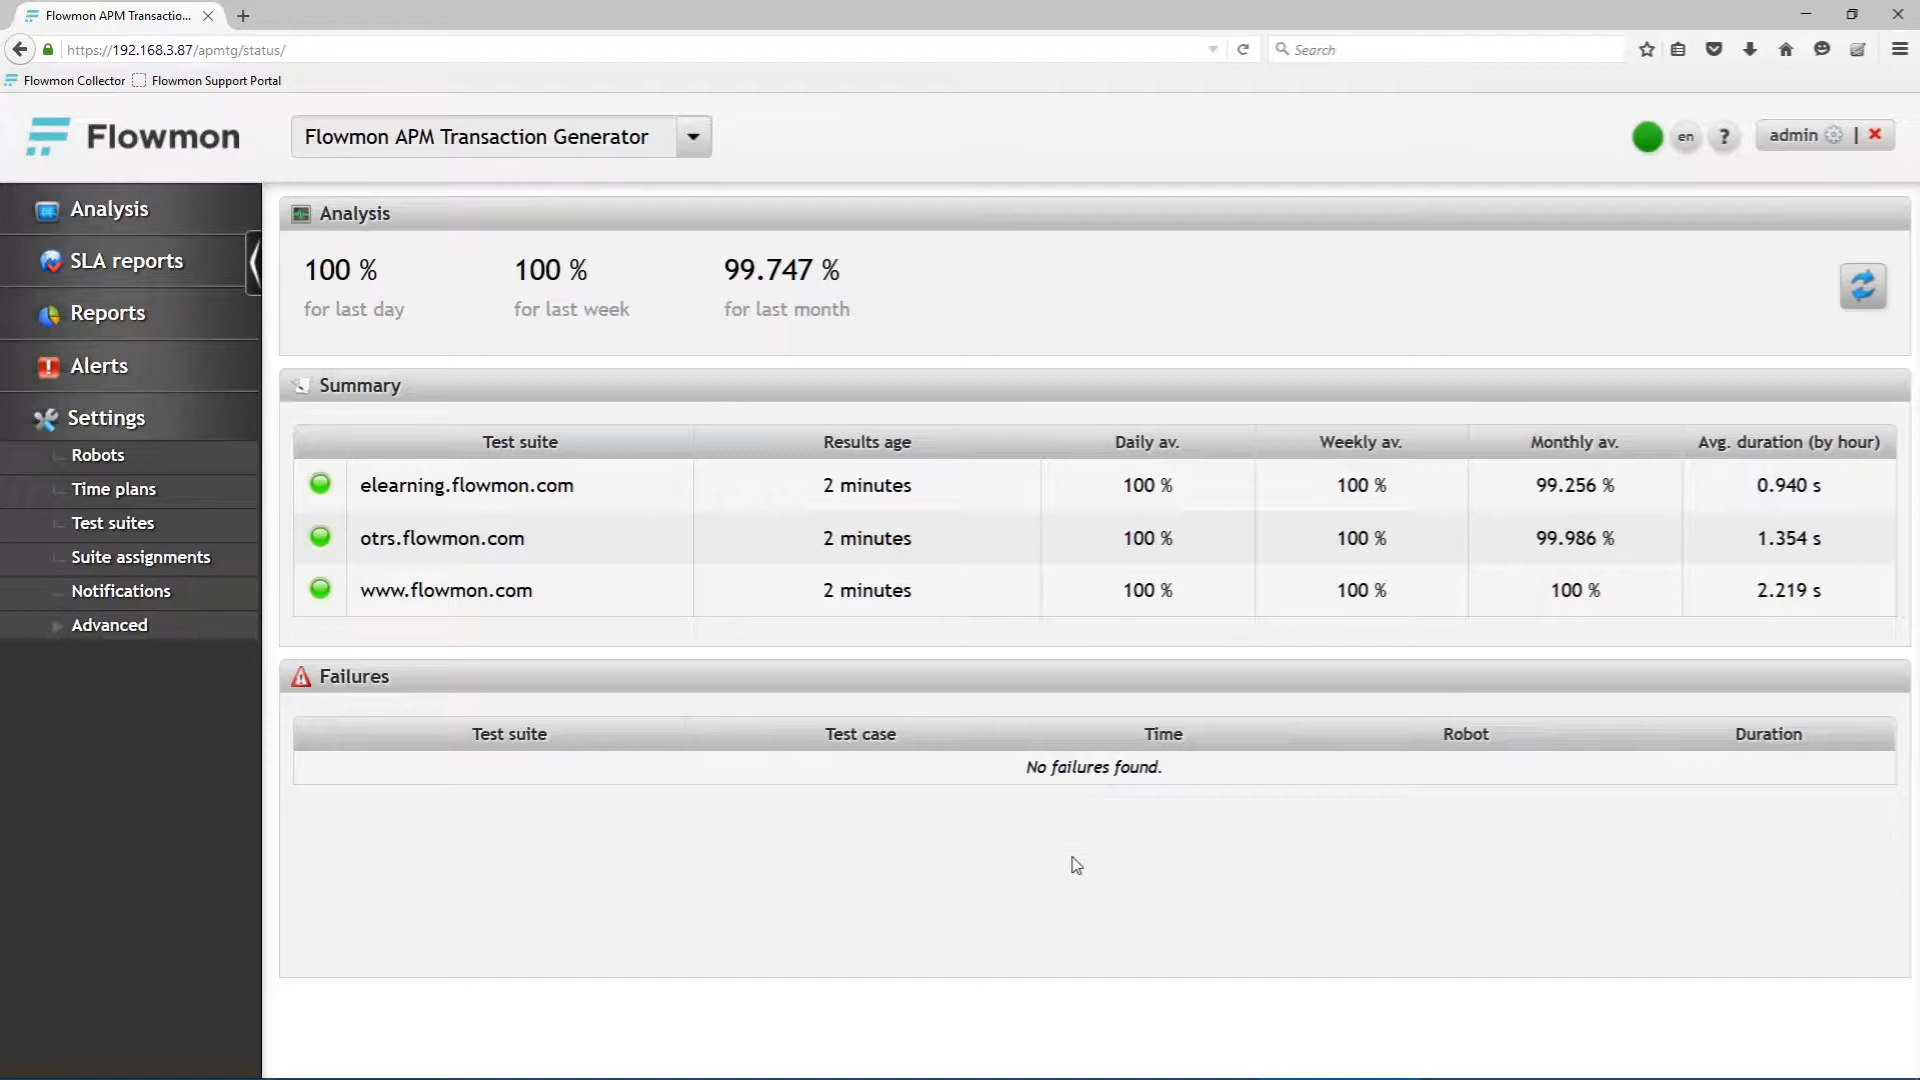 Flowmon APM Transactio...
https://192.168.3.87/apmtg/status/
Search
Flowmon Collector
Flowmon Support Portal
Flowmon
Flowmon APM Transaction Generator
en
?
admin
Analysis
SLA reports
Reports
Alerts
Settings
Robots
Time plans
Test suites
Suite assignments
Notifications
Advanced
Analysis
100 % 100 % 99.747 %
for last day for last week for last month
Summary
Test suite Results age Daily av. Weekly av. Monthly av. Avg. duration (by hour)
elearning.flowmon.com 2 minutes 100 % 100 % 99.256 % 0.940 s
otrs.flowmon.com 2 minutes 100 % 100 % 99.986 % 1.354 s
www.flowmon.com 2 minutes 100 % 100 % 100 % 2.219 s
Failures
Test suite Test case Time Robot Duration
No failures found.